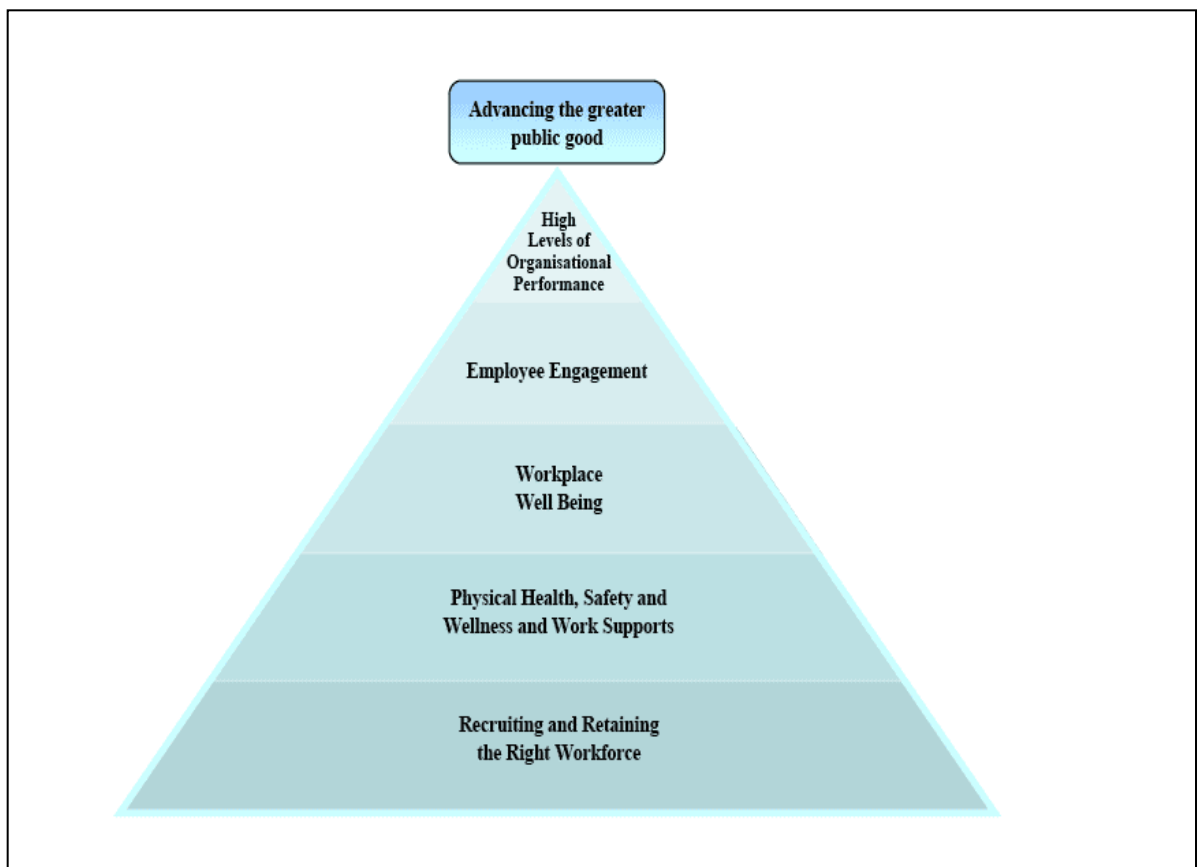 Advancing the greater
public good
High
Levels of
Organisational
Performance
Employee Engagement
Workplace
Well Being
Physical Health, Safety and
Wellness and Work Supports
Recruiting and Retaining
the Right Workforce